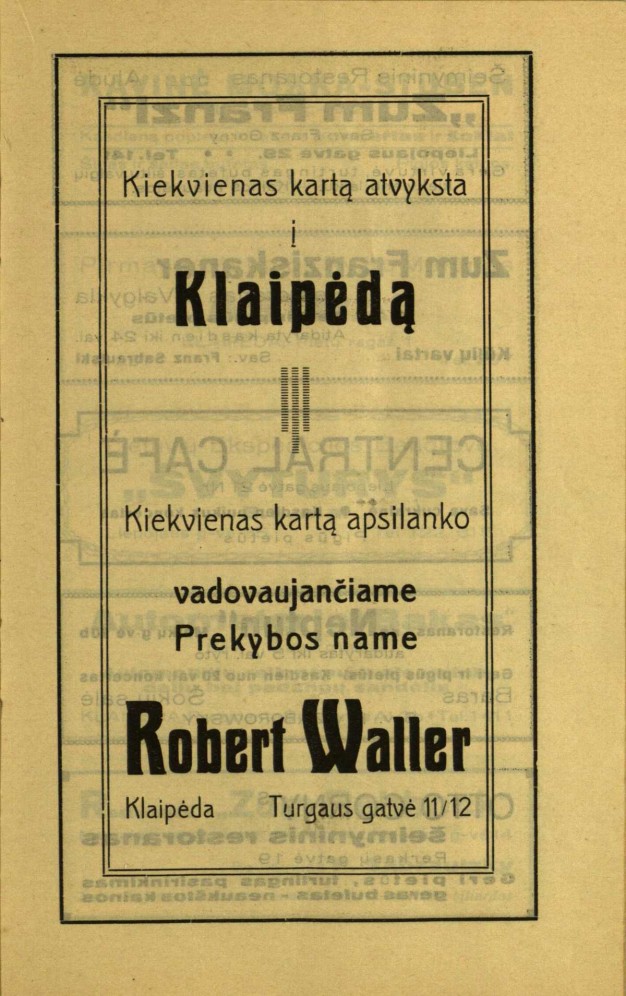 Kiekvienas kartą atvyksta
į
Klaipėdą
Kiekvienas kartą apsilanko
vadovaujančiame
Prekybos name
Robert Waller
Klaipėda Turgaus gatvė 11/12